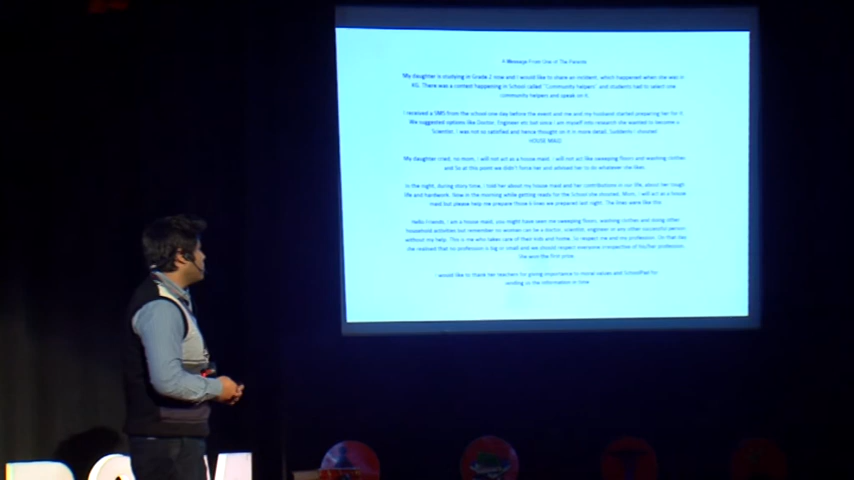 A Message From One of The Parents
My daughter is studying in Grade 2 now and I would like to share an incident, which happened when she was in
KG. There was a contest happening in School called "Community helpers" and students had to select one
community helpers and speak on it.
I received a SMS from the school one day before the event and me and my husband started preparing her for it.
We suggested options like Doctor, Engineer etc but since I am myself into research she wanted to become a
Scientist. I was not so satisfied and hence thought on it in more detail. Suddenly I shouted
HOUSE MAID.
My daughter cried, no mom, I will not act as a house maid. I will not act like sweeping floors and washing clothes
and So at this point we didn't force her and advised her to do whatever she likes.
In the night, during story time, I told her about my house maid and her contributions in our life, about her tough
life and hardwork. Now in the morning while getting ready for the School she shouted, Mom, I will act as a house
maid but please help me prepare those lines we prepared last night. The lines were like this
Hello Friends, I am a house maid, you might have seen me sweeping floors, washing clothes and doing other
household activities but remember no woman can be a doctor, scientist, engineer or any other successful person
without my help. This is me who takes care of their kids and home. So respect me and my profession. On that day
she realised that no profession is big or small and we should respect everyone irrespective of his/her profession.
She won the first prize.
I would like to thank her teachers for giving importance to moral values and SchoolPad for
sending us the information in time